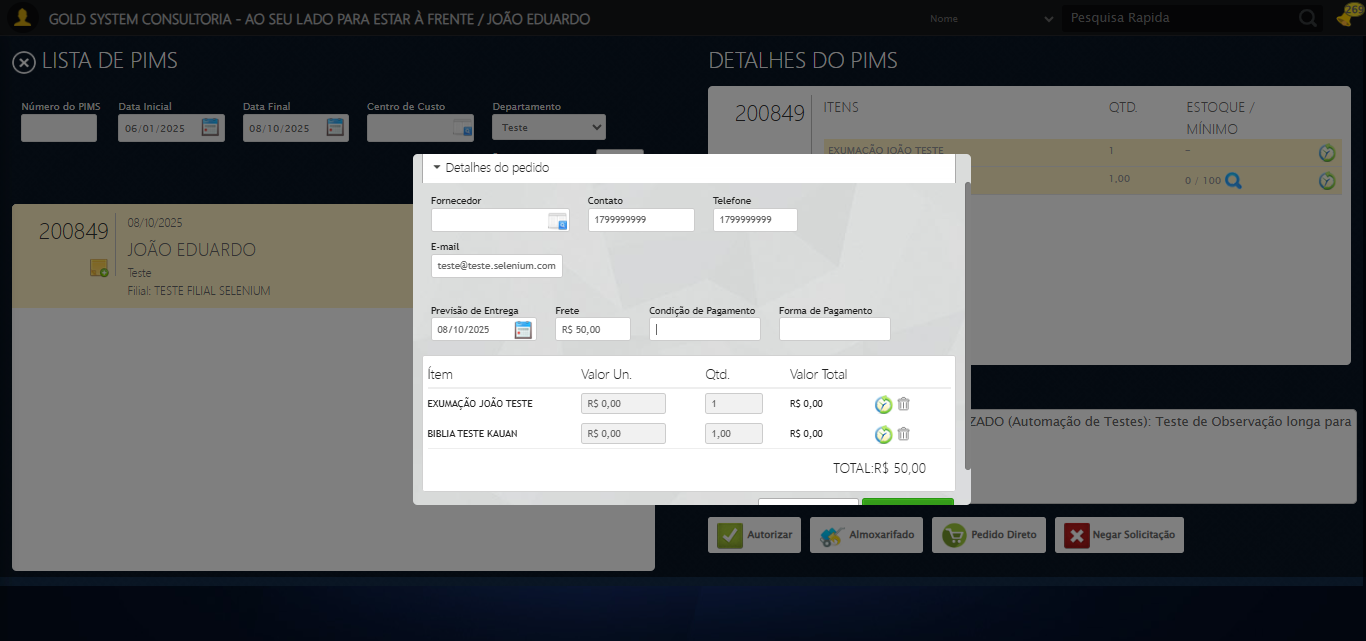 GOLD SYSTEM CONSULTORIA - AO SEU LADO PARA ESTAR À FRENTE / JOÃO EDUARDO
Nome
Pesquisa Rapida
269
LISTA DE PIMS
Número do PIMS
Data Inicial
Data Final
Centro de Custo
Departamento
06/01/2025
08/10/2025
Teste
200849
08/10/2025
JOÃO EDUARDO
Teste
Filial: TESTE FILIAL SELENIUM
DETALHES DO PIMS
200849
ITENS
QTD.
ESTOQUE /
MÍNIMO
EXUMAÇÃO JOÃO TESTE
1
–
1,00
0 / 100
Detalhes do pedido
Fornecedor
Contato
Telefone
1799999999
1799999999
E-mail
teste@teste.selenium.com
Previsão de Entrega
Frete
Condição de Pagamento
Forma de Pagamento
08/10/2025
R$ 50,00
Ítem
Valor Un.
Qtd.
Valor Total
EXUMAÇÃO JOÃO TESTE
R$ 0,00
1
R$ 0,00
BIBLIA TESTE KAUAN
R$ 0,00
1,00
R$ 0,00
TOTAL:R$ 50,00
ZADO (Automação de Testes): Teste de Observação longa para
Autorizar
Almoxarifado
Pedido Direto
Negar Solicitação